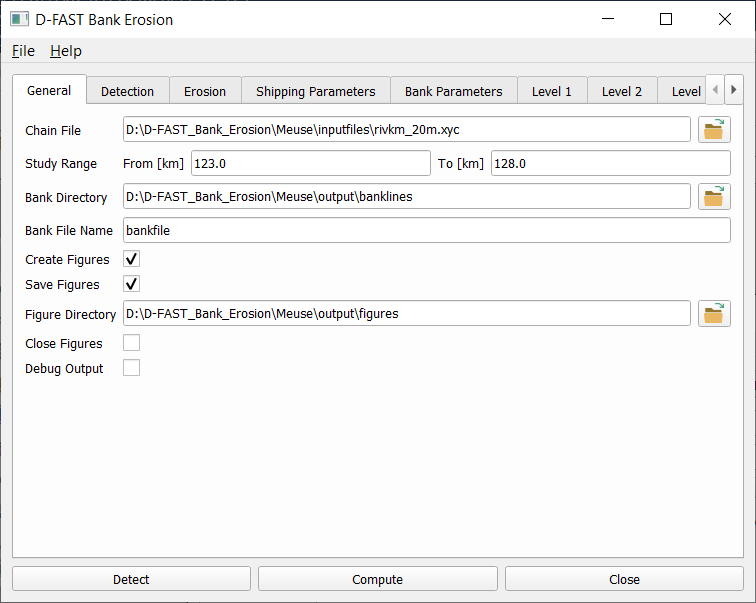 D-FAST Bank Erosion
File Help
General Detection Erosion Shipping Parameters Bank Parameters Level 1 Level 2 Level
Chain File D:\D-FAST_Bank_Erosion\Meuse\inputfiles\rivkm_20m.xyc
Study Range From [km] 123.0 To [km] 128.0
Bank Directory D:\D-FAST_Bank_Erosion\Meuse\output\banklines
Bank File Name bankfile
Create Figures
Save Figures
Figure Directory D:\D-FAST_Bank_Erosion\Meuse\output\figures
Close Figures
Debug Output
Detect Compute Close